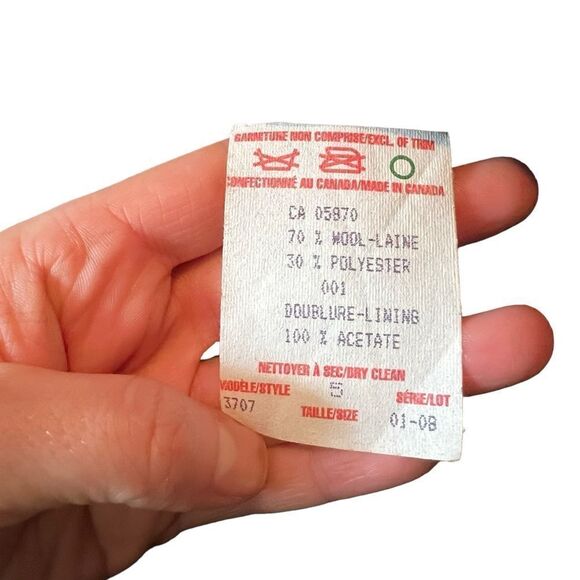 GARNITURE NON COMPRISE/EXCL. OF TRIM
CONFECTIONNÉ AU CANADA/MADE IN CANADA
CA 05870
70 % WOOL-LAINE
30 % POLYESTER
001
DOUBLURE-LINING
100 % ACETATE
NETTOYER À SEC/DRY CLEAN
MODÈLE/STYLE 5 SÉRIE/LOT
3707 TAILLE/SIZE 01-08